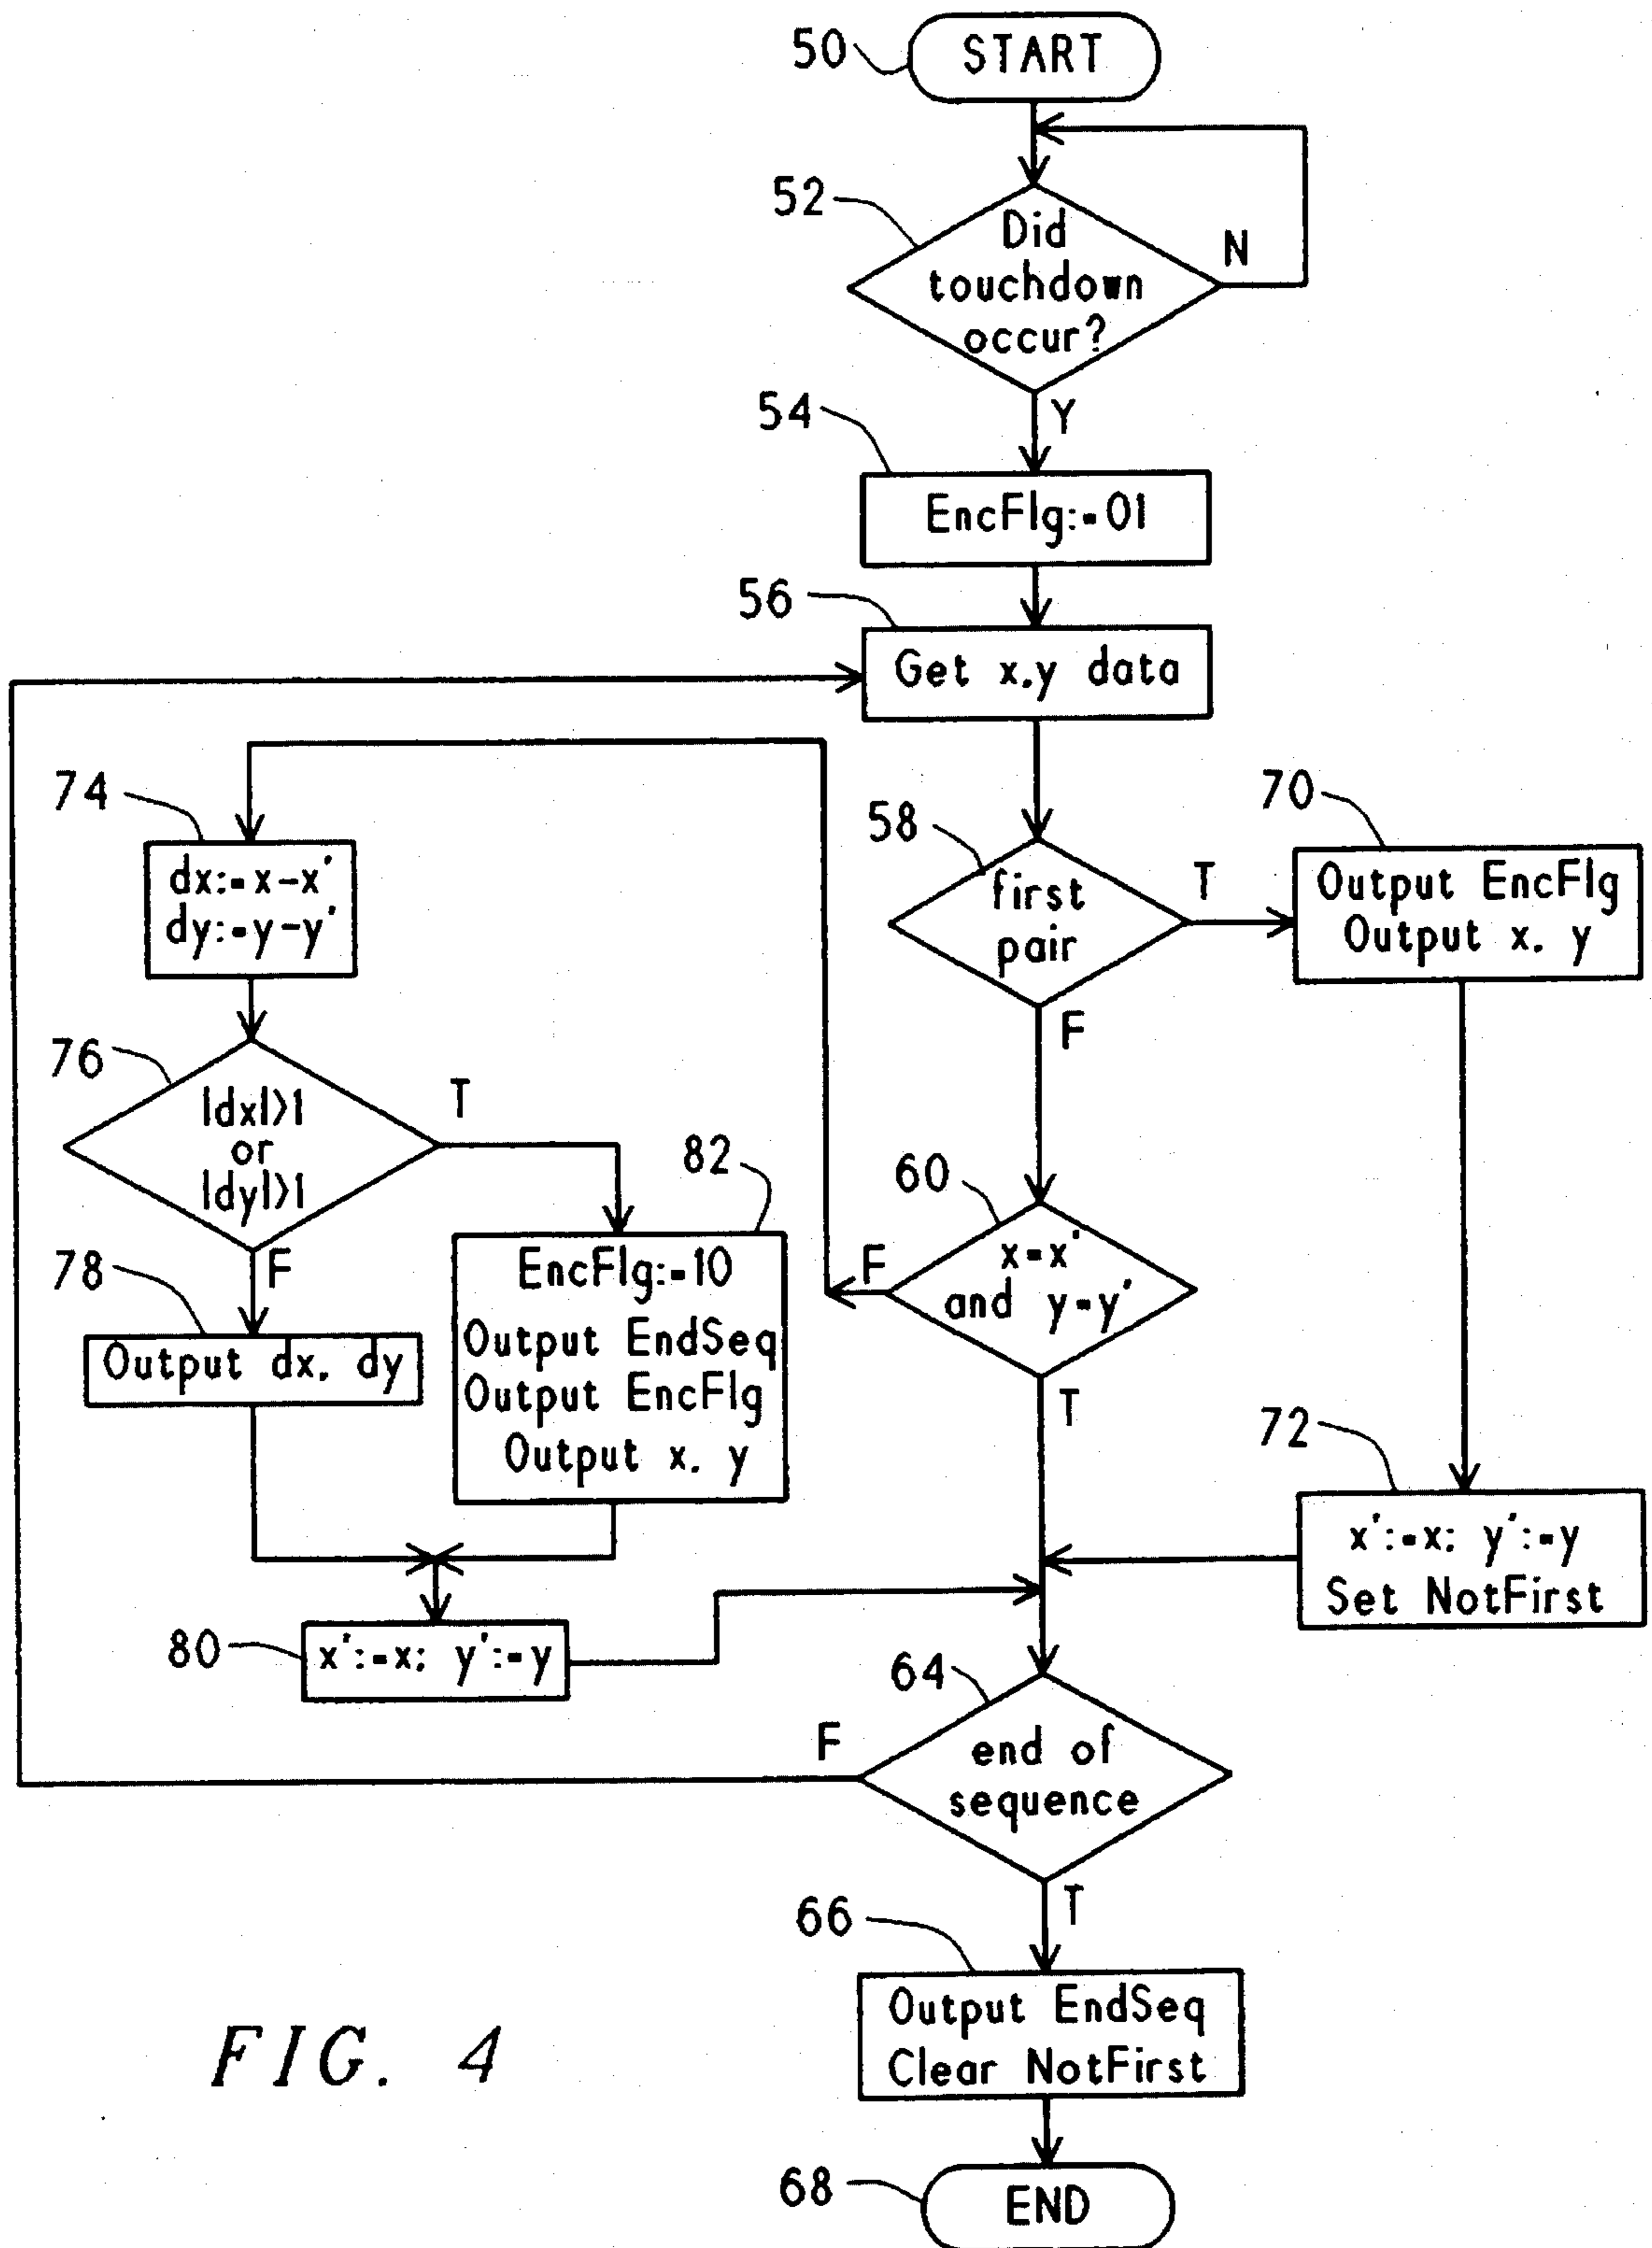 50
START
52
Did
touchdown
occur?
N
Y
54
EncFlg:=01
56
Get x,y data
74
dx:=x-x'
dy:=y-y'
58
first
pair
T
F
70
Output EncFlg
Output x, y
76
|dx|>1
or
|dy|>1
T
F
82
EncFlg:=10
Output EndSeq
Output EncFlg
Output x, y
60
x=x'
and y=y'
F
T
78
Output dx, dy
72
x':=x; y':=y
Set NotFirst
80
x':=x; y':=y
64
end of
sequence
F
T
66
Output EndSeq
Clear NotFirst
68
END
FIG. 4